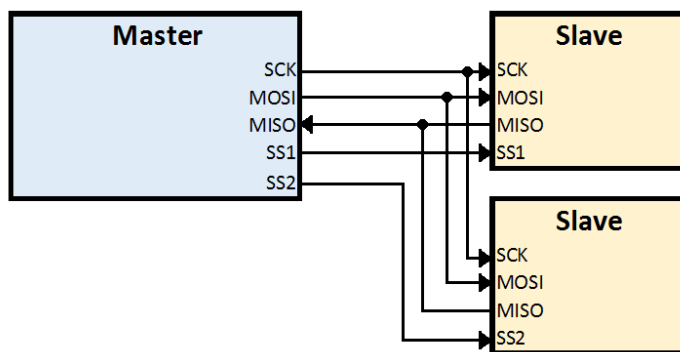 Master
SCK
MOSI
MISO
SS1
SS2
Slave
SCK
MOSI
MISO
SS1
Slave
SCK
MOSI
MISO
SS2